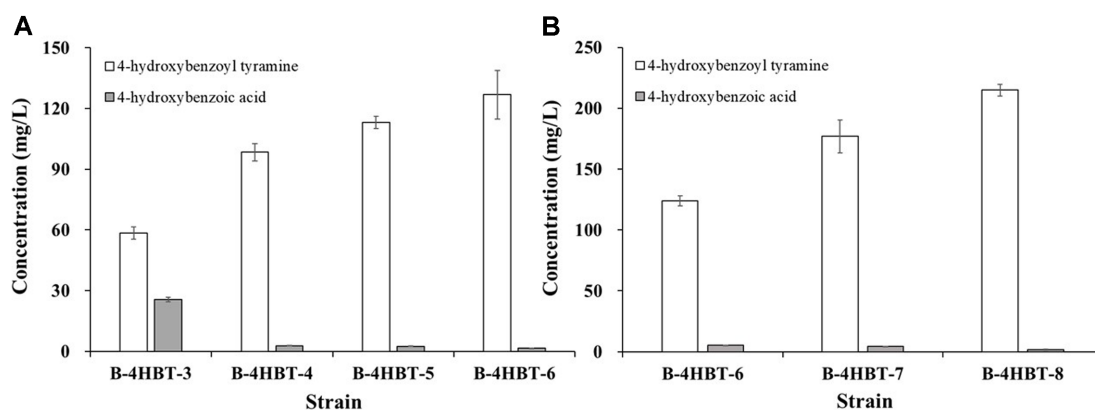 A
Concentration (mg/L)
150
120
90
60
30
0
4-hydroxybenzoyl tyramine
4-hydroxybenzoic acid
B-4HBT-3 B-4HBT-4 B-4HBT-5 B-4HBT-6
Strain
B
Concentration (mg/L)
250
200
150
100
50
0
4-hydroxybenzoyl tyramine
4-hydroxybenzoic acid
B-4HBT-6 B-4HBT-7 B-4HBT-8
Strain